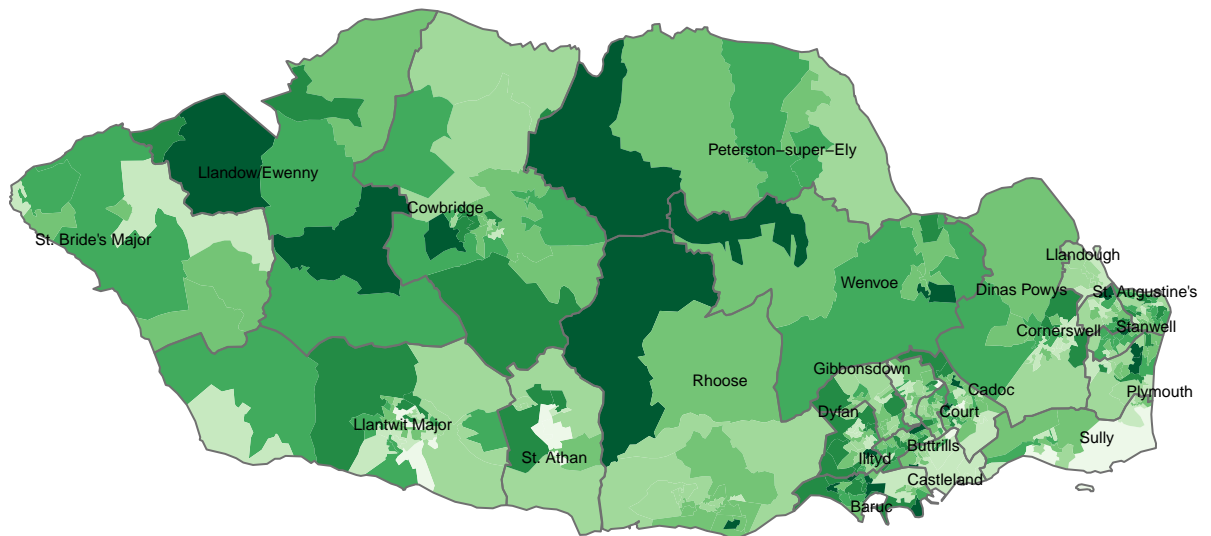 Peterston−super−Ely
Llandow/Ewenny
Cowbridge
St. Bride's Major
Llandough
Wenvoe
Dinas Powys
St. Augustine's
Cornerswell
Stanwell
Gibbonsdown
Rhoose
Cadoc
Plymouth
Dyfan
Court
Llantwit Major
Sully
Buttrills
St. Athan
Illtyd
Castleland
Baruc